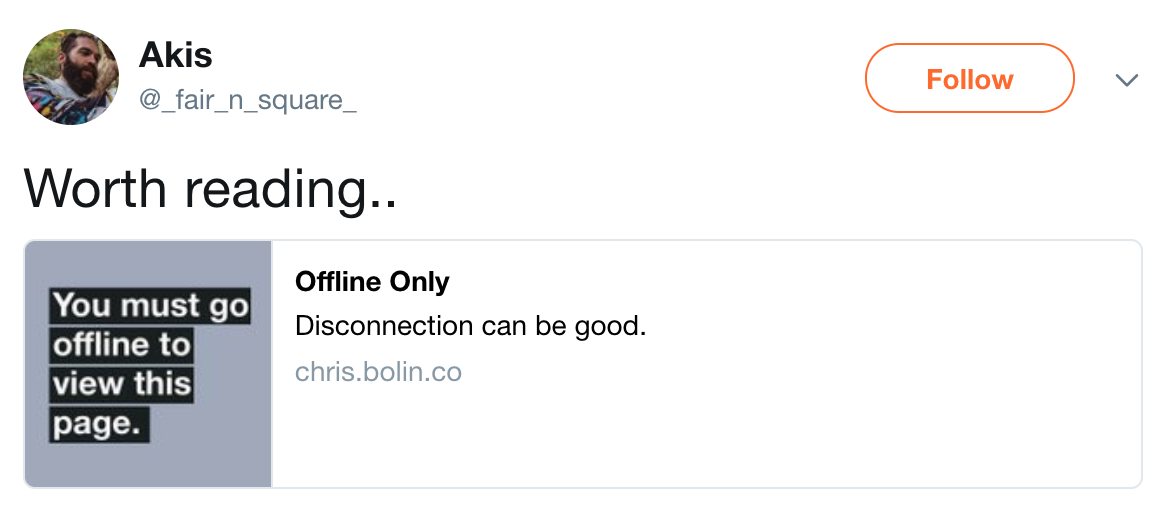 Akis
@_fair_n_square_
Follow
Worth reading..
You must go
offline to
view this
page.
Offline Only
Disconnection can be good.
chris.bolin.co